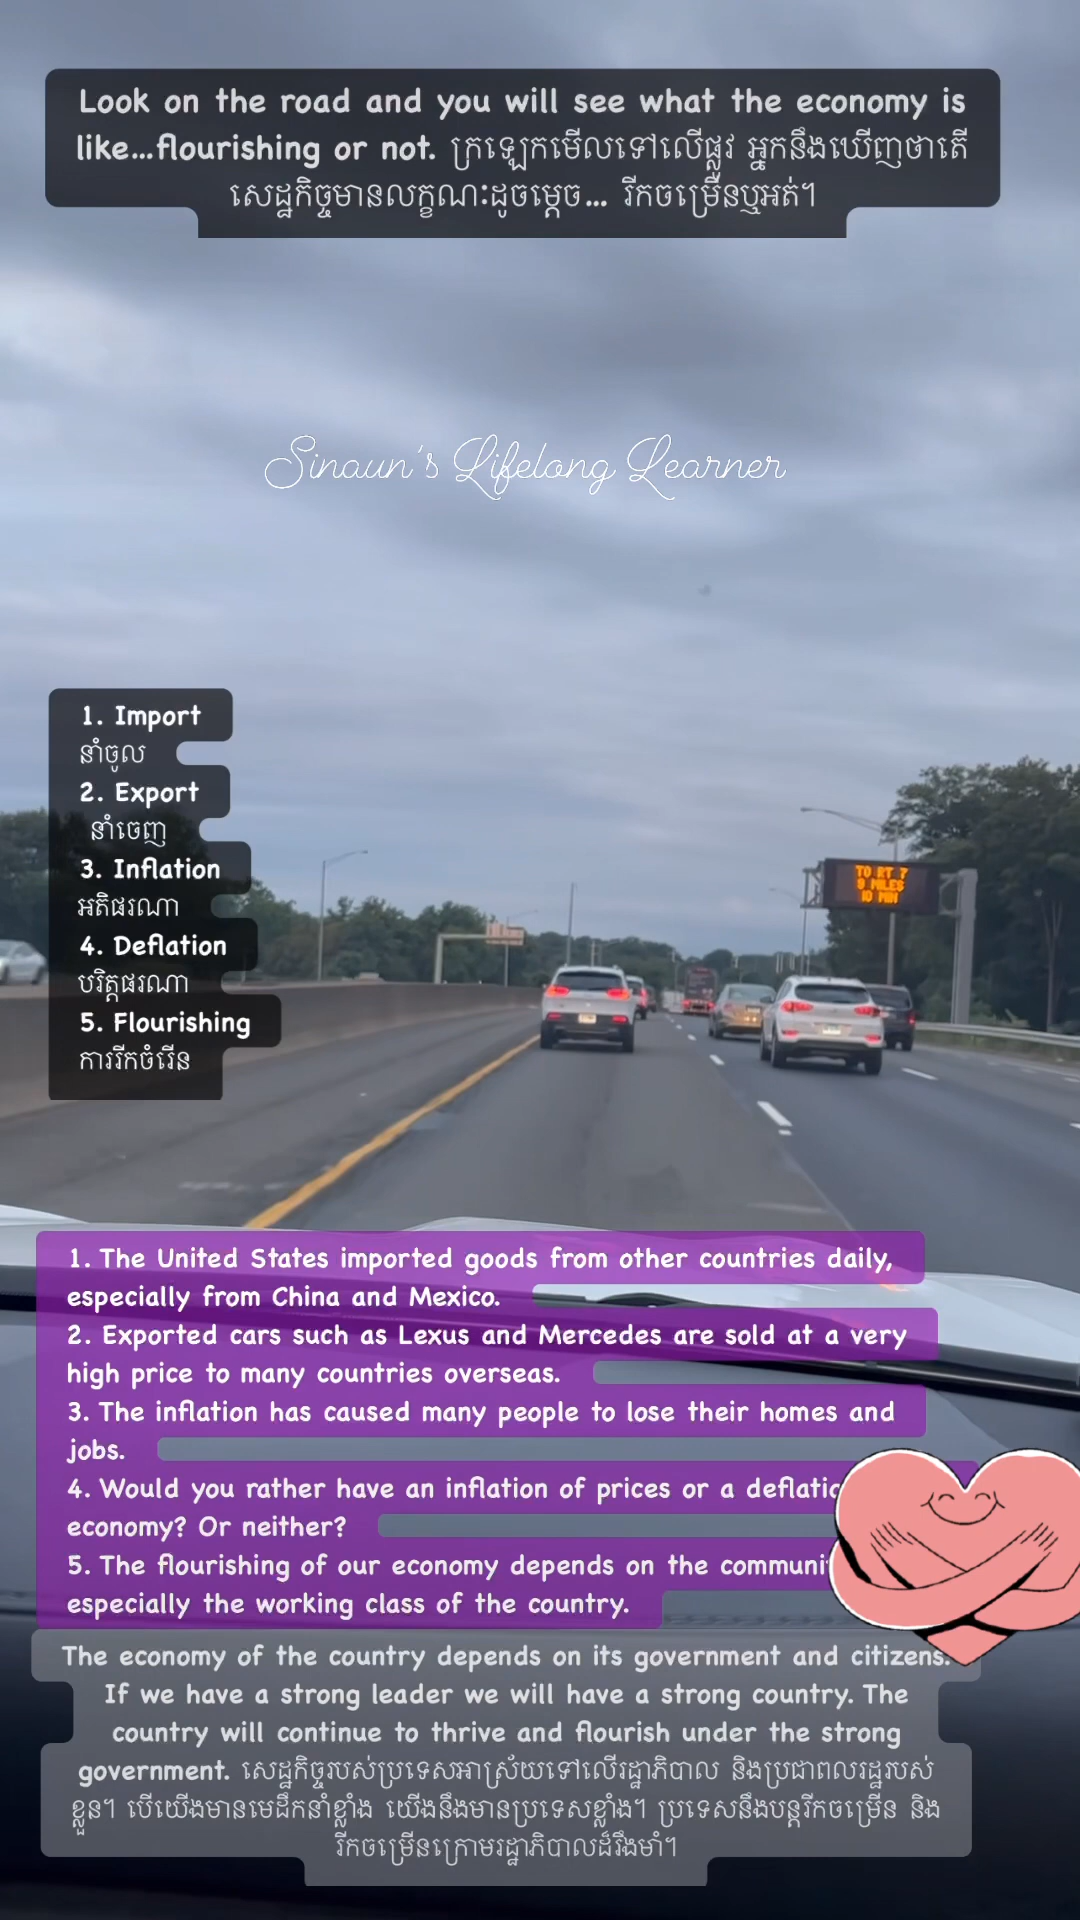 Look on the road and you will see what the economy is
like...flourishing or not. ក្រឡេកមើលទៅលើផ្លូវ អ្នកនឹងឃើញថាតើ
សេដ្ឋកិច្ចមានលក្ខណៈដូចម្តេច... រីកចម្រើនឬអត់។
Sinaun's Lifelong Learner
1. Import
នាំចូល
2. Export
នាំចេញ
3. Inflation
អតិផរណា
4. Deflation
បរិត្តផរណា
5. Flourishing
ការរីកចំរើន
TO RT 7
9 MILES
10 MIN
1. The United States imported goods from other countries daily,
especially from China and Mexico.
2. Exported cars such as Lexus and Mercedes are sold at a very
high price to many countries overseas.
3. The inflation has caused many people to lose their homes and
jobs.
4. Would you rather have an inflation of prices or a
economy? Or neither?
5. The flourishing of our economy depends on the
especially the working class of the country.
The economy of the country depends on its government and citizens.
If we have a strong leader we will have a strong country. The
country will continue to thrive and flourish under the strong
government. សេដ្ឋកិច្ចរបស់ប្រទេសអាស្រ័យទៅលើរដ្ឋាភិបាល និងប្រជាពលរដ្ឋរបស់
ខ្លួន។ បើយើងមានមេដឹកនាំខ្លាំង យើងនឹងមានប្រទេសខ្លាំង។ ប្រទេសនឹងបន្តរីកចម្រើន និង
រីកចម្រើនក្រោមរដ្ឋាភិបាលដ៏រឹងមាំ។